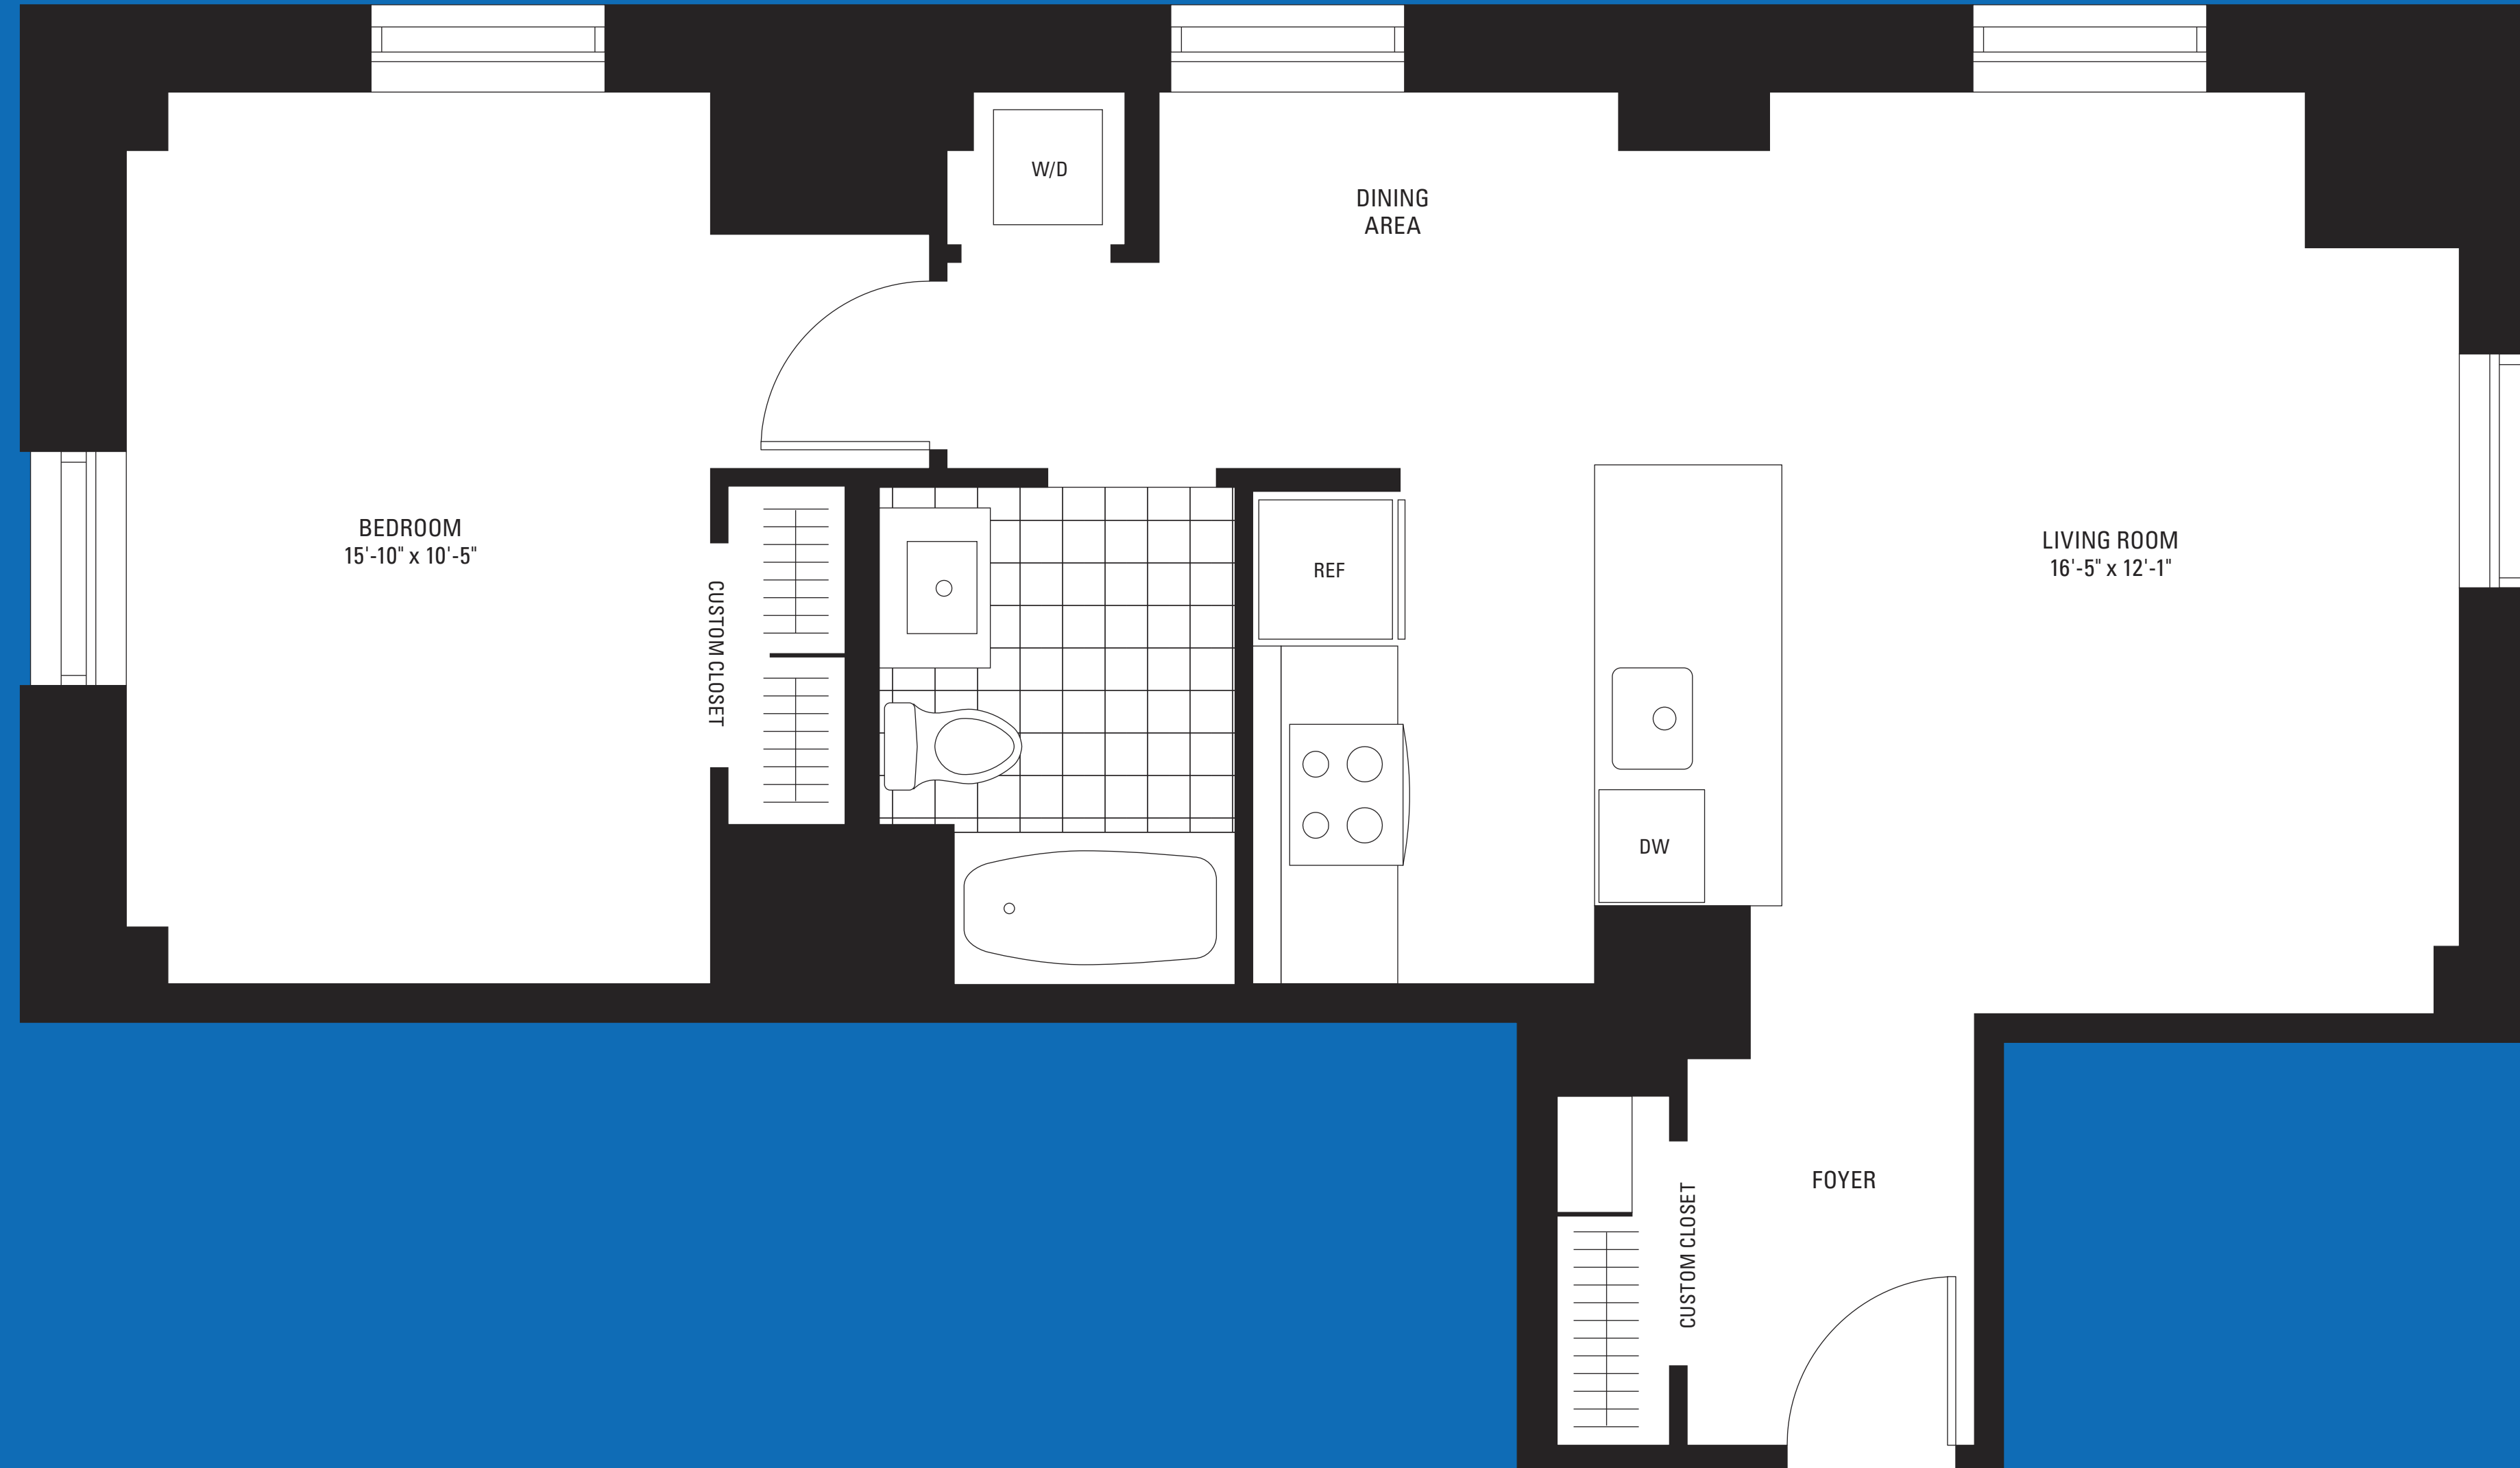 W/D
DINING
AREA
BEDROOM
15'-10" x 10'-5"
CUSTOM CLOSET
REF
DW
LIVING ROOM
16'-5" x 12'-1"
FOYER
CUSTOM CLOSET